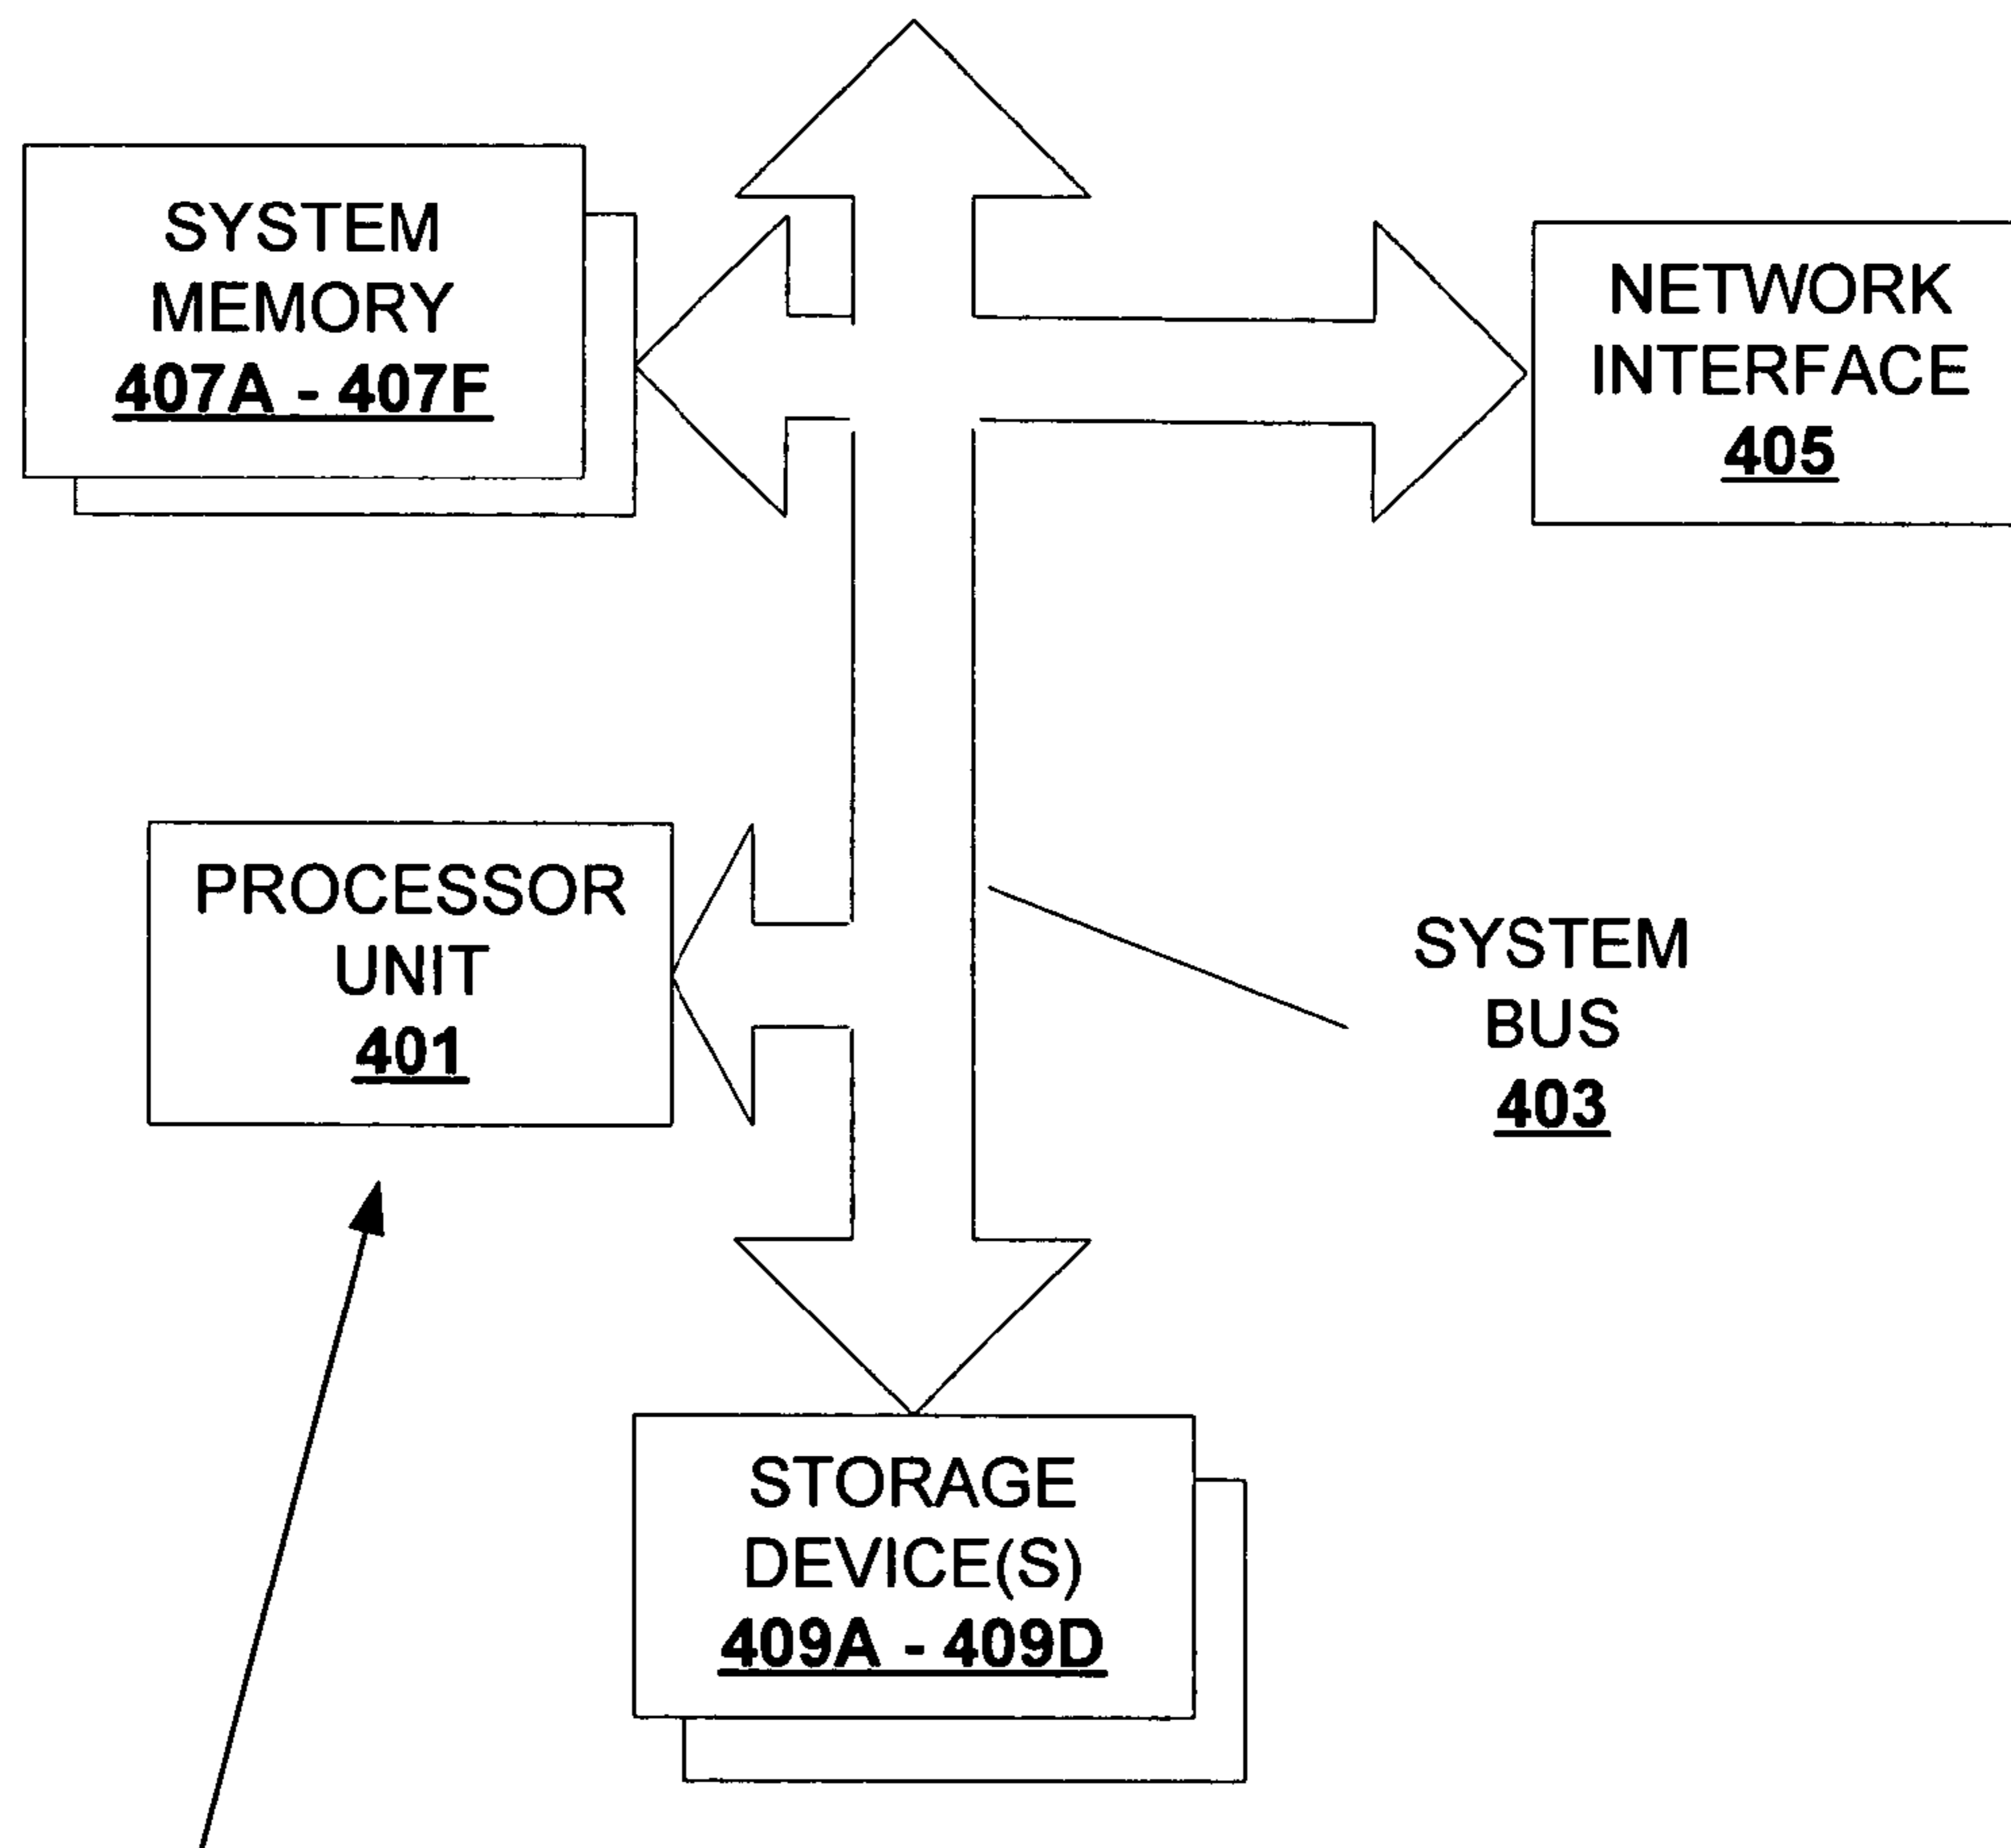 SYSTEM
MEMORY
407A - 407F
NETWORK
INTERFACE
405
PROCESSOR
UNIT
401
SYSTEM
BUS
403
STORAGE
DEVICE(S)
409A - 409D